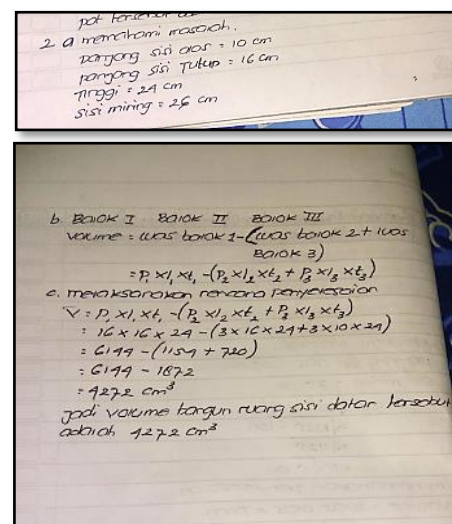 pot tersebut
2 a memahami masalah.
panjang sisi alas = 10 cm
panjang sisi Tutup = 16 cm
Tinggi = 24 cm
sisi miring = 26 cm
b. Balok I Balok II Balok III
volume = luas balok 1 - (luas balok 2 + luas
Balok 3)
= P₁ x l₁ x t₁ - (P₂ x l₂ x t₂ + P₃ x l₃ x t₃)
c. melaksanakan rencana penyelesaian
V = P₁ x l₁ x t₁ - (P₂ x l₂ x t₂ + P₃ x l₃ x t₃)
= 16 x 16 x 24 - (3 x 16 x 24 + 3 x 10 x 24)
= 6144 - (1154 + 720)
= 6144 - 1872
= 4272 cm³
Jadi volume bangun ruang sisi datar tersebut
adalah 4272 cm³